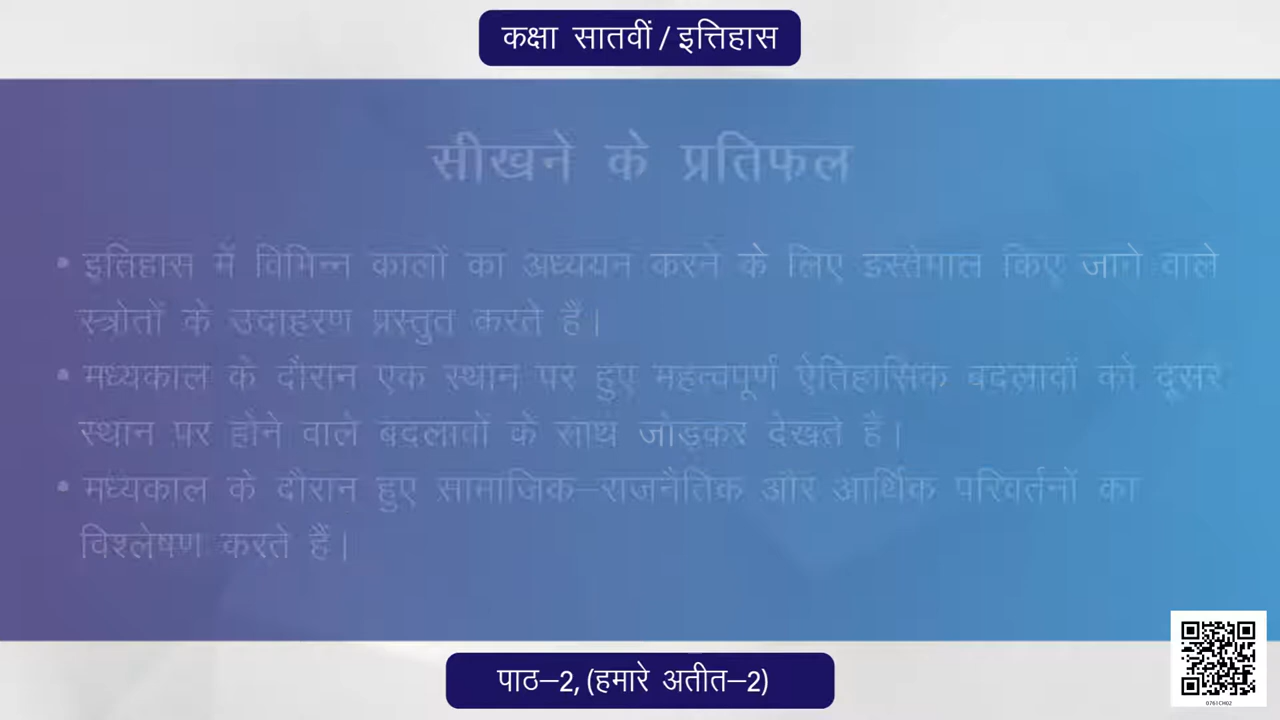 कक्षा सातवीं / इत्तिहास
सीखने के प्रतिफल
• इतिहास में विभिन्न कालों का अध्ययन करने के लिए इस्तेमाल किए जाने वाले
स्त्रोतों के उदाहरण प्रस्तुत करते हैं।
• मध्यकाल के दौरान एक स्थान पर हुए महत्वपूर्ण ऐतिहासिक बदलावों को दूसरे
स्थान पर होने वाले बदलावों के साथ जोड़कर देखते हैं।
• मध्यकाल के दौरान हुए सामाजिक–राजनैतिक और आर्थिक परिवर्तनों का
विश्लेषण करते हैं।
पाठ–2, (हमारे अतीत–2)
0761CH02